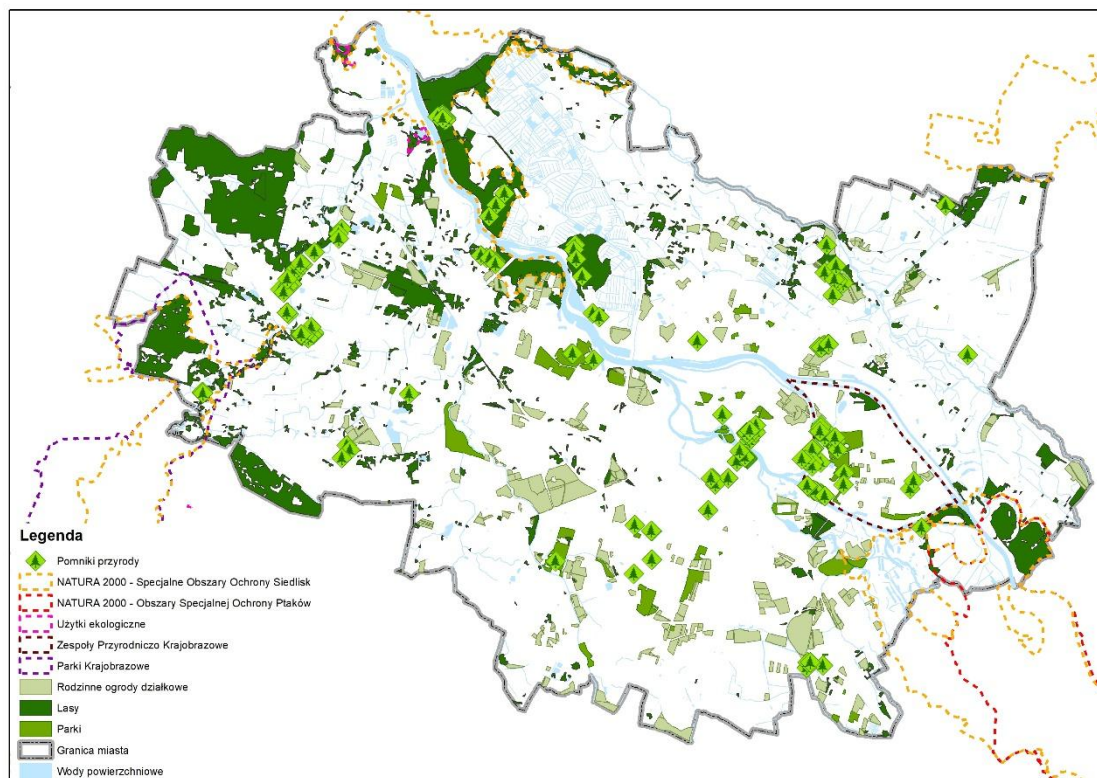 Legenda
Pomniki przyrody
NATURA 2000 - Specjalne Obszary Ochrony Siedlisk
NATURA 2000 - Obszary Specjalnej Ochrony Ptaków
Użytki ekologiczne
Zespoły Przyrodniczo Krajobrazowe
Parki Krajobrazowe
Rodzinne ogrody działkowe
Lasy
Parki
Granica miasta
Wody powierzchniowe